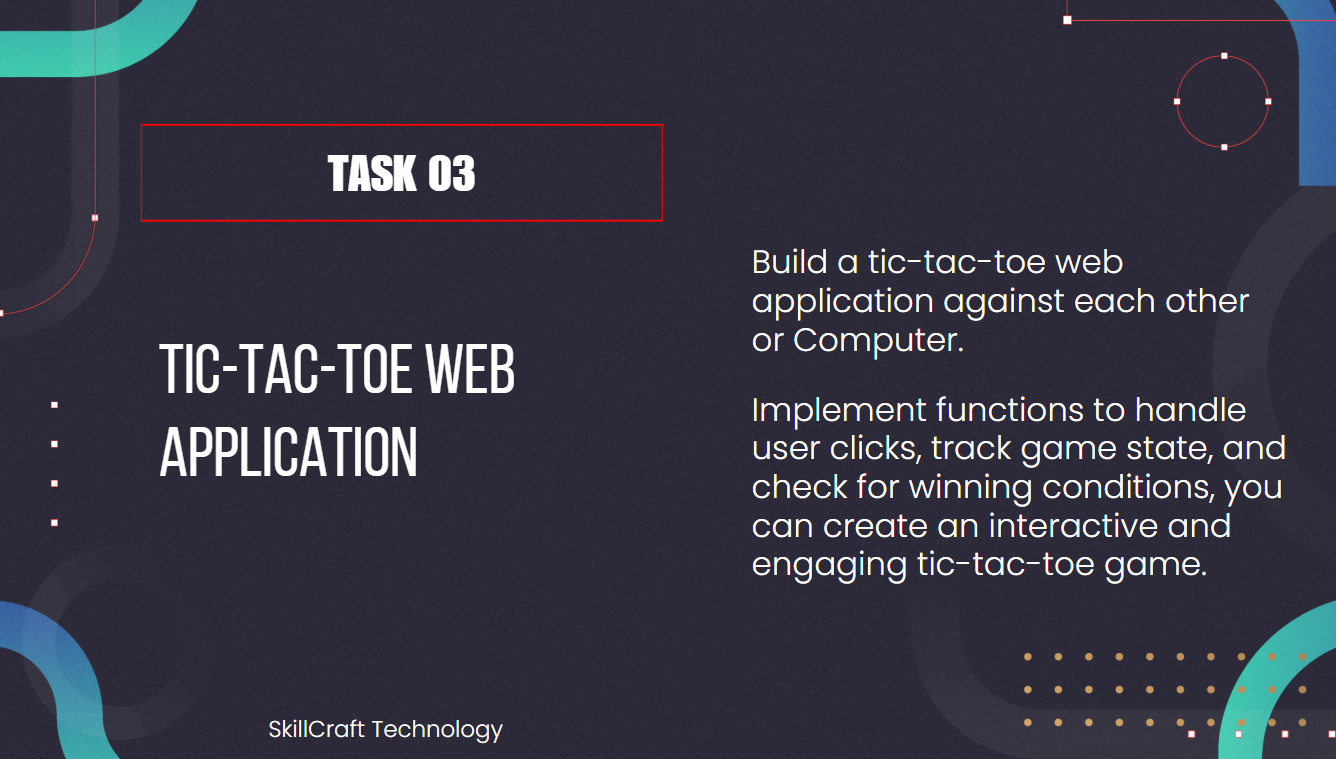 TASK 03
TIC-TAC-TOE WEB
APPLICATION
Build a tic-tac-toe web
application against each other
or Computer.
Implement functions to handle
user clicks, track game state, and
check for winning conditions, you
can create an interactive and
engaging tic-tac-toe game.
SkillCraft Technology